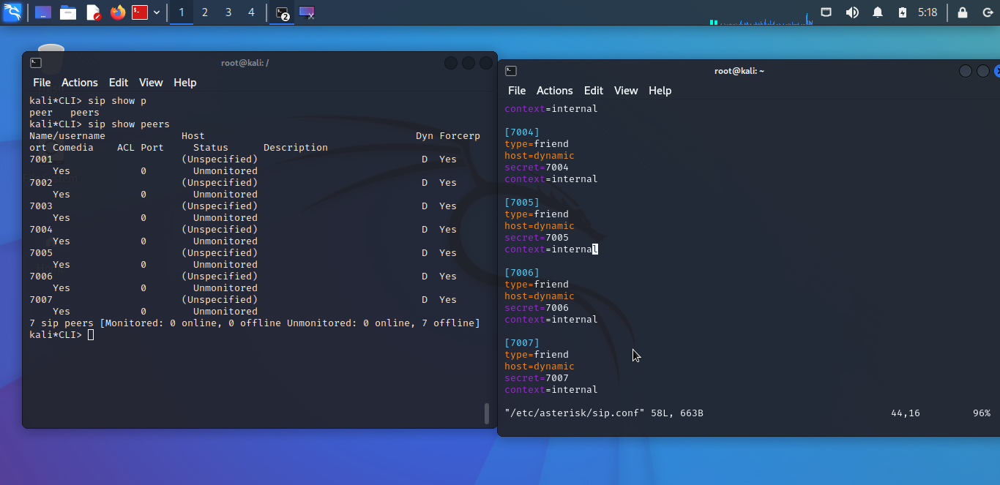 1 2 3 4 2 5:18
root@kali: /
File Actions Edit View Help
kali*CLI> sip show p
peer peers
kali*CLI> sip show peers
Name/username Host Dyn Forcerp
ort Comedia ACL Port Status Description
7001 (Unspecified) D Yes
Yes 0 Unmonitored
7002 (Unspecified) D Yes
Yes 0 Unmonitored
7003 (Unspecified) D Yes
Yes 0 Unmonitored
7004 (Unspecified) D Yes
Yes 0 Unmonitored
7005 (Unspecified) D Yes
Yes 0 Unmonitored
7006 (Unspecified) D Yes
Yes 0 Unmonitored
7007 (Unspecified) D Yes
Yes 0 Unmonitored
7 sip peers [Monitored: 0 online, 0 offline Unmonitored: 0 online, 7 offline]
kali*CLI>
root@kali: ~
File Actions Edit View Help
context=internal
[7004]
type=friend
host=dynamic
secret=7004
context=internal
[7005]
type=friend
host=dynamic
secret=7005
context=internal
[7006]
type=friend
host=dynamic
secret=7006
context=internal
[7007]
type=friend
host=dynamic
secret=7007
context=internal
"/etc/asterisk/sip.conf" 58L, 663B 44,16 96%